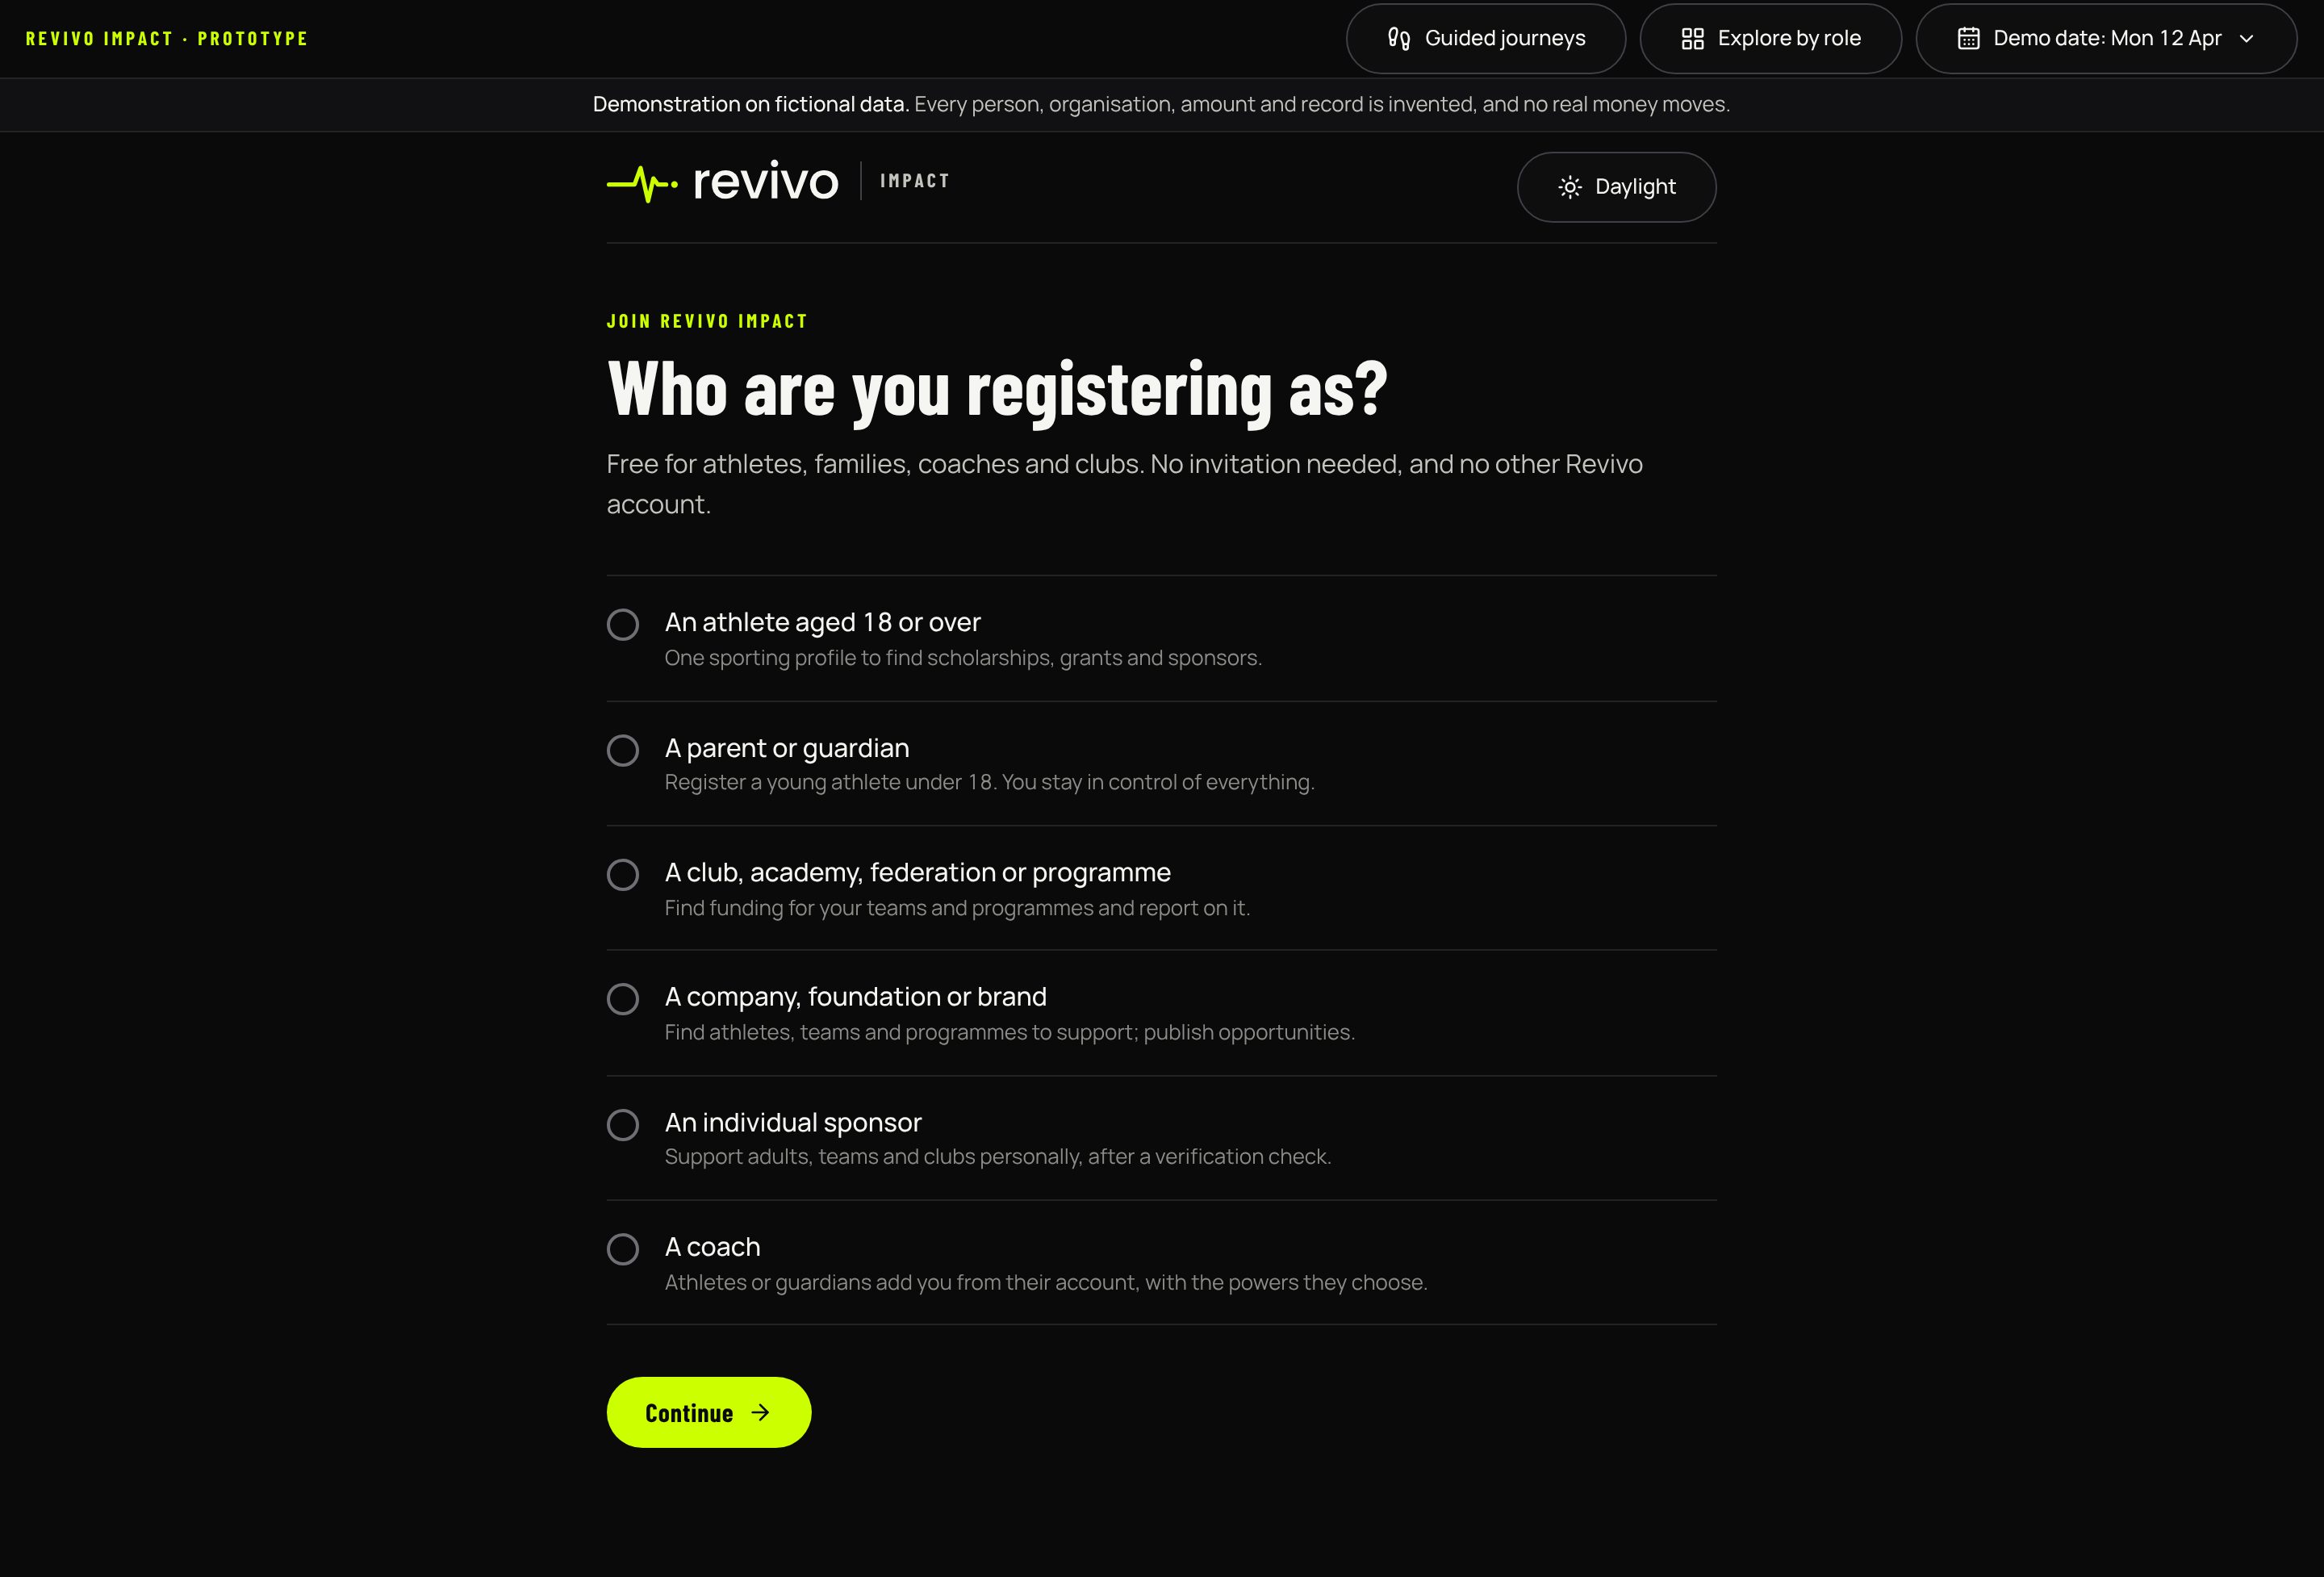 REVIVO IMPACT · PROTOTYPE
Guided journeys
Explore by role
Demo date: Mon 12 Apr
Demonstration on fictional data. Every person, organisation, amount and record is invented, and no real money moves.
revivo
IMPACT
Daylight
JOIN REVIVO IMPACT
Who are you registering as?
Free for athletes, families, coaches and clubs. No invitation needed, and no other Revivo
account.
An athlete aged 18 or over
One sporting profile to find scholarships, grants and sponsors.
A parent or guardian
Register a young athlete under 18. You stay in control of everything.
A club, academy, federation or programme
Find funding for your teams and programmes and report on it.
A company, foundation or brand
Find athletes, teams and programmes to support; publish opportunities.
An individual sponsor
Support adults, teams and clubs personally, after a verification check.
A coach
Athletes or guardians add you from their account, with the powers they choose.
Continue